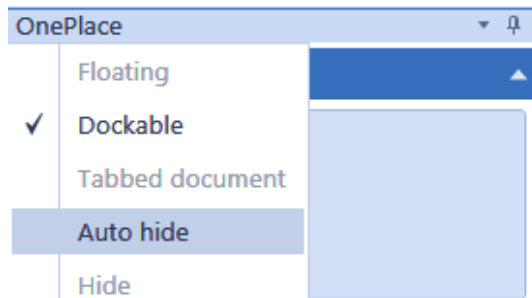 OnePlace
Floating
Dockable
Tabbed document
Auto hide
Hide